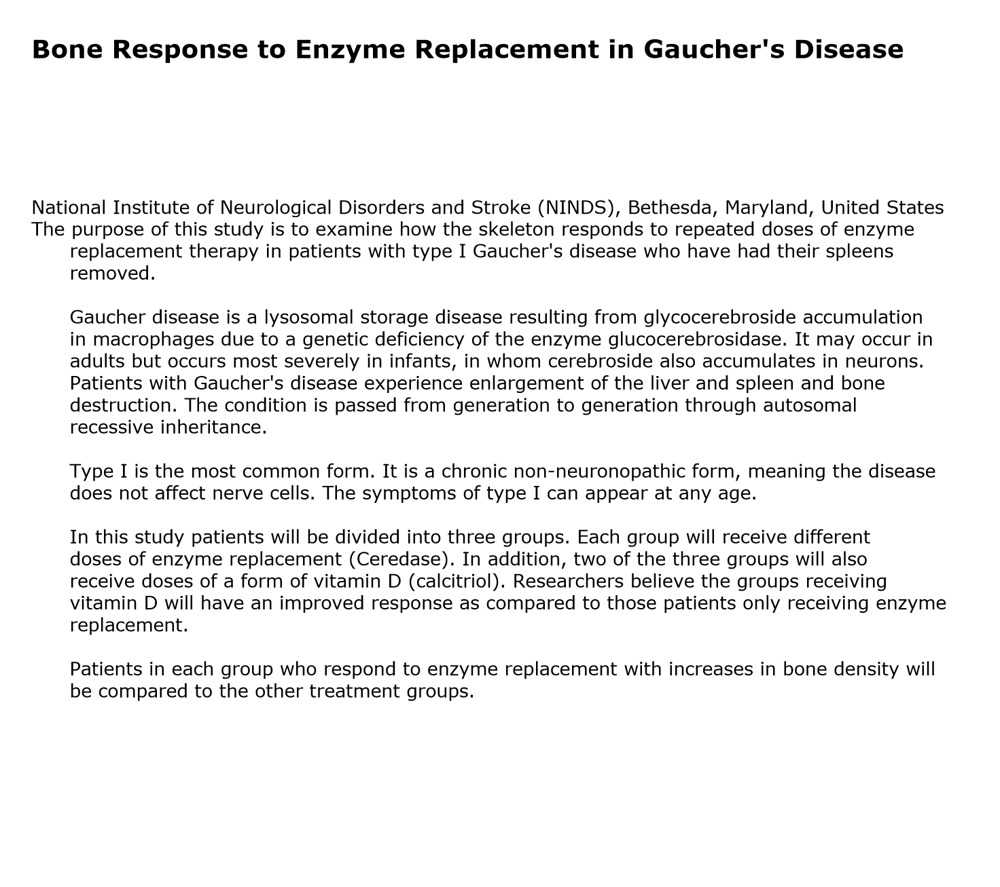 Bone Response to Enzyme Replacement in Gaucher's Disease
National Institute of Neurological Disorders and Stroke (NINDS), Bethesda, Maryland, United States
The purpose of this study is to examine how the skeleton responds to repeated doses of enzyme
replacement therapy in patients with type I Gaucher's disease who have had their spleens
removed.
Gaucher disease is a lysosomal storage disease resulting from glycocerebroside accumulation
in macrophages due to a genetic deficiency of the enzyme glucocerebrosidase. It may occur in
adults but occurs most severely in infants, in whom cerebroside also accumulates in neurons.
Patients with Gaucher's disease experience enlargement of the liver and spleen and bone
destruction. The condition is passed from generation to generation through autosomal
recessive inheritance.
Type I is the most common form. It is a chronic non-neuronopathic form, meaning the disease
does not affect nerve cells. The symptoms of type I can appear at any age.
In this study patients will be divided into three groups. Each group will receive different
doses of enzyme replacement (Ceredase). In addition, two of the three groups will also
receive doses of a form of vitamin D (calcitriol). Researchers believe the groups receiving
vitamin D will have an improved response as compared to those patients only receiving enzyme
replacement.
Patients in each group who respond to enzyme replacement with increases in bone density will
be compared to the other treatment groups.